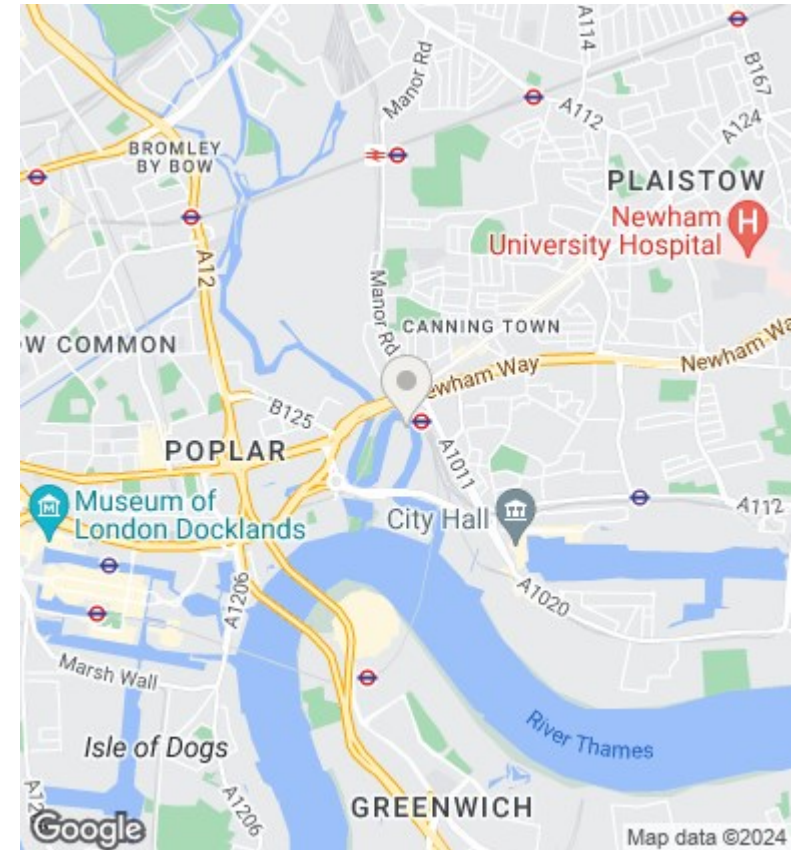 A114
B167
Manor Rd
A112
A124
BROMLEY
BY BOW
PLAISTOW
Newham
University Hospital
H
A12
Manor Rd
CANNING TOWN
W COMMON
Newham Wa
Newham Way
B125
POPLAR
A1011
Museum of
London Docklands
City Hall
A112
A1206
A1020
Marsh Wall
River Thames
Isle of Dogs
A12
A1206
GREENWICH
Google
Map data ©2024